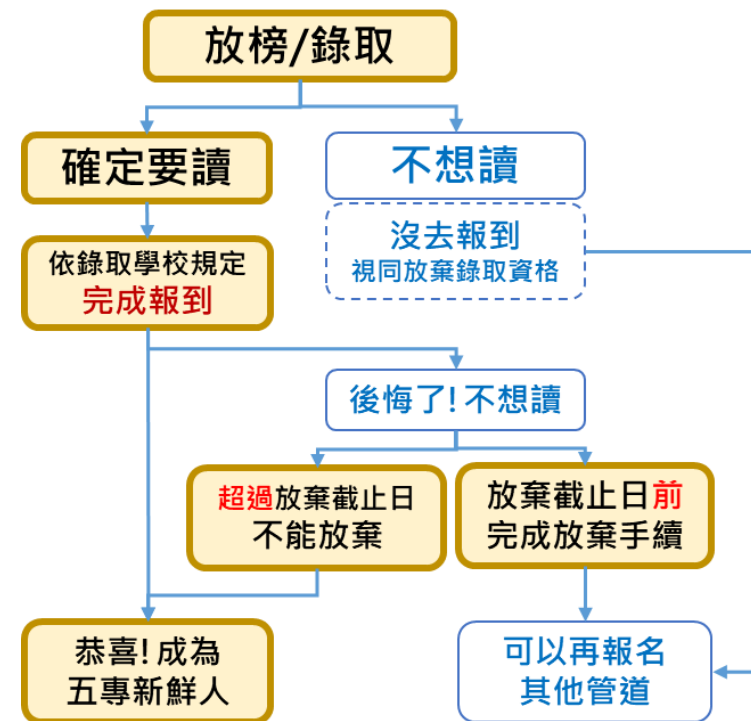 放榜/錄取
確定要讀
不想讀
沒去報到
視同放棄錄取資格
依錄取學校規定
完成報到
後悔了!不想讀
超過放棄截止日
不能放棄
放棄截止日前
完成放棄手續
恭喜!成為
五專新鮮人
可以再報名
其他管道